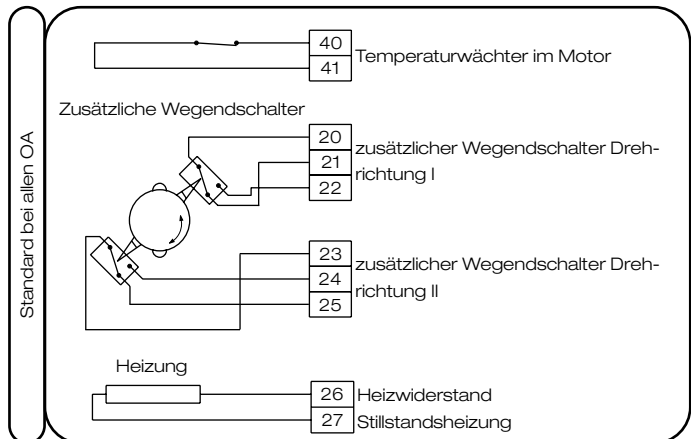 Standard bei allen OA
40
Temperaturwächter im Motor
41
Zusätzliche Wegendschalter
20
zusätzlicher Wegendschalter Dreh-
21
richtung I
22
23
zusätzlicher Wegendschalter Dreh-
24
richtung II
25
Heizung
26 Heizwiderstand
27 Stillstandsheizung